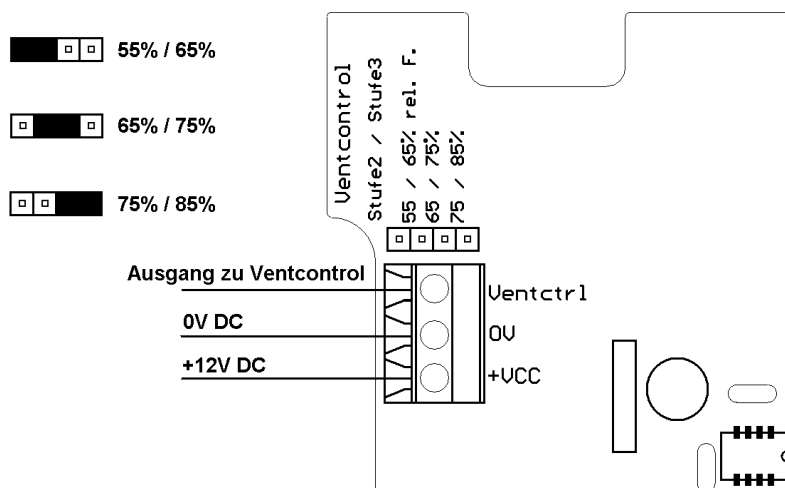 55% / 65%
65% / 75%
75% / 85%
Ventcontrol
Stufe2 / Stufe3
55 / 65% rel. F.
65 / 75%
75 / 85%
Ausgang zu Ventcontrol
0V DC
+12V DC
Ventctrl
0V
+VCC